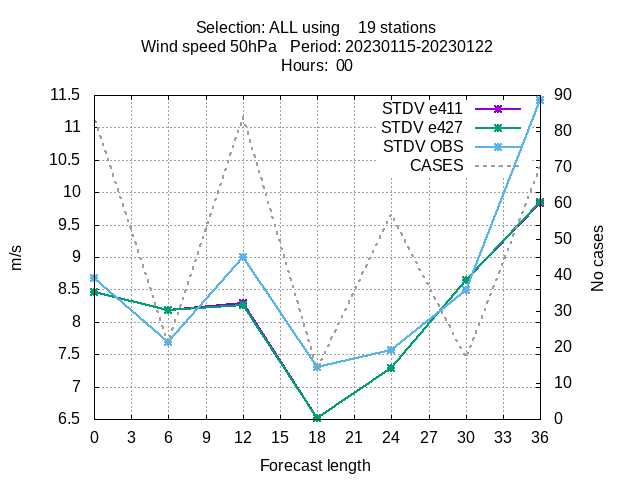 Selection: ALL using 19 stations
Wind speed 50hPa Period: 20230115-20230122
Hours: 00
STDV e411
STDV e427
STDV OBS
CASES
11.5
11
10.5
10
9.5
9
8.5
8
7.5
7
6.5
m/s
90
80
70
60
50
40
30
20
10
0
No cases
0 3 6 9 12 15 18 21 24 27 30 33 36
Forecast length